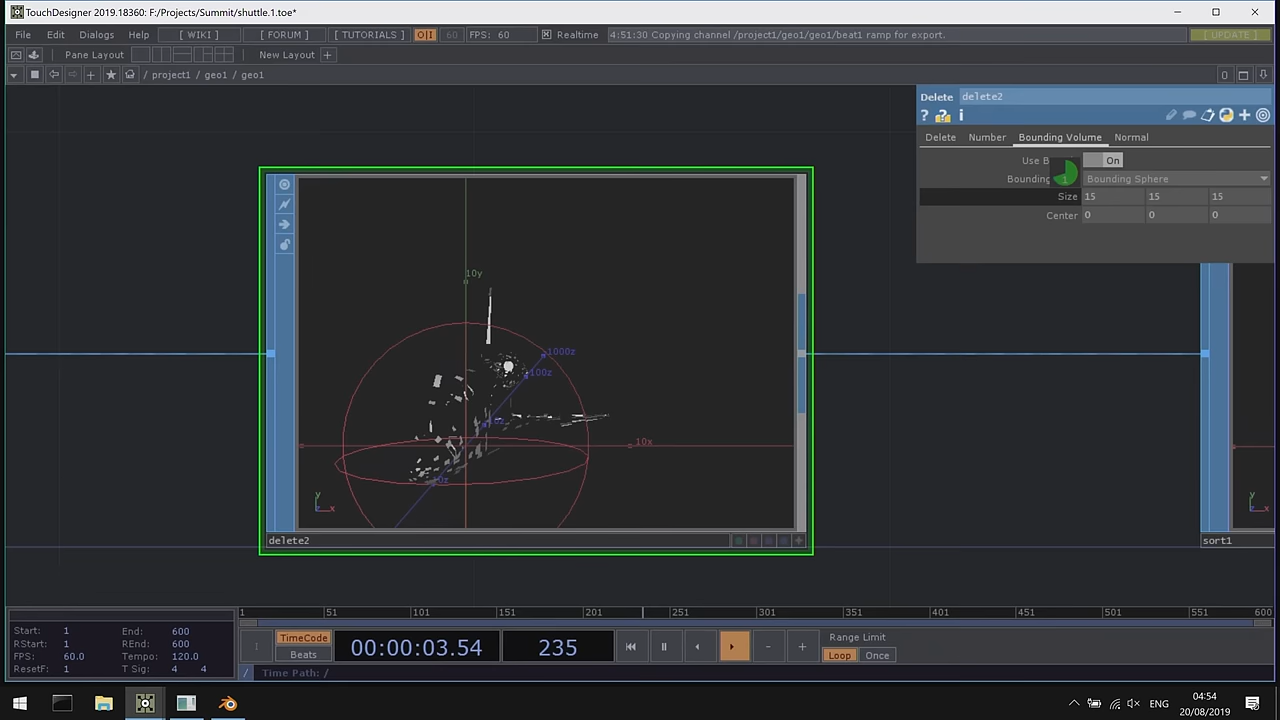 TouchDesigner 2019.18360: F:/Projects/Summit/shuttle.1.toe*
File Edit Dialogs Help [ WIKI ] [ FORUM ] [ TUTORIALS ] O|I 60 FPS: 60 Realtime 4:51:30 Copying channel /project1/geo1/geo1/beat1 ramp for export. [ UPDATE ]
Pane Layout New Layout +
/ project1 / geo1 / geo1 0
Delete delete2
? ? i
Delete Number Bounding Volume Normal
Use B On
Bounding Bounding Sphere
Size 15 15 15
Center 0 0 0
10y
1000z
100z
10x
y
x
y
x
delete2
sort1
1 51 101 151 201 251 301 351 401 451 501 551 600
Start: 1 End: 600
RStart: 1 REnd: 600
FPS: 60.0 Tempo: 120.0
ResetF: 1 T Sig: 4 4
TimeCode
Beats
00:00:03.54 235
Range Limit
Loop Once
/ Time Path: /
ENG
04:54
20/08/2019